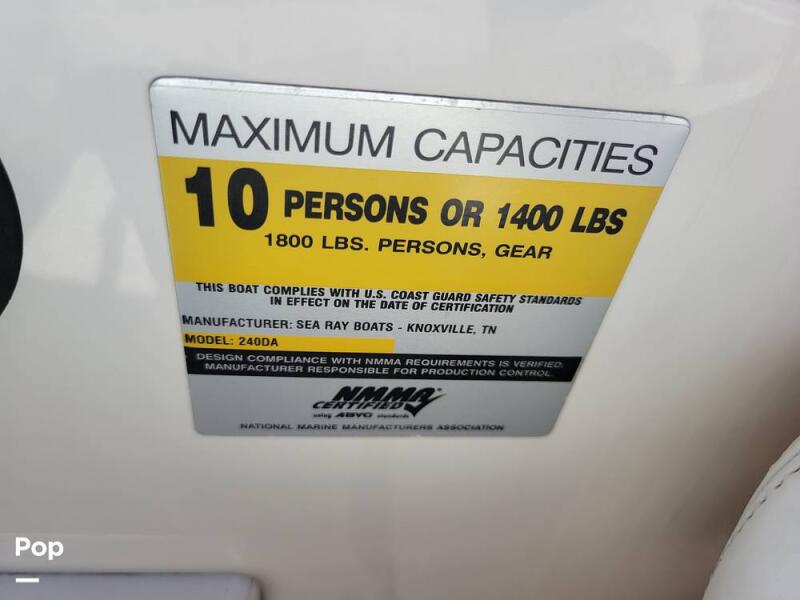 MAXIMUM CAPACITIES
10 PERSONS OR 1400 LBS
1800 LBS. PERSONS, GEAR
THIS BOAT COMPLIES WITH U.S. COAST GUARD SAFETY STANDARDS
IN EFFECT ON THE DATE OF CERTIFICATION
MANUFACTURER: SEA RAY BOATS - KNOXVILLE, TN
MODEL: 240DA
DESIGN COMPLIANCE WITH NMMA REQUIREMENTS IS VERIFIED.
MANUFACTURER RESPONSIBLE FOR PRODUCTION CONTROL.
NMMA
CERTIFIED
using ABYC standards
NATIONAL MARINE MANUFACTURERS ASSOCIATION
Pop